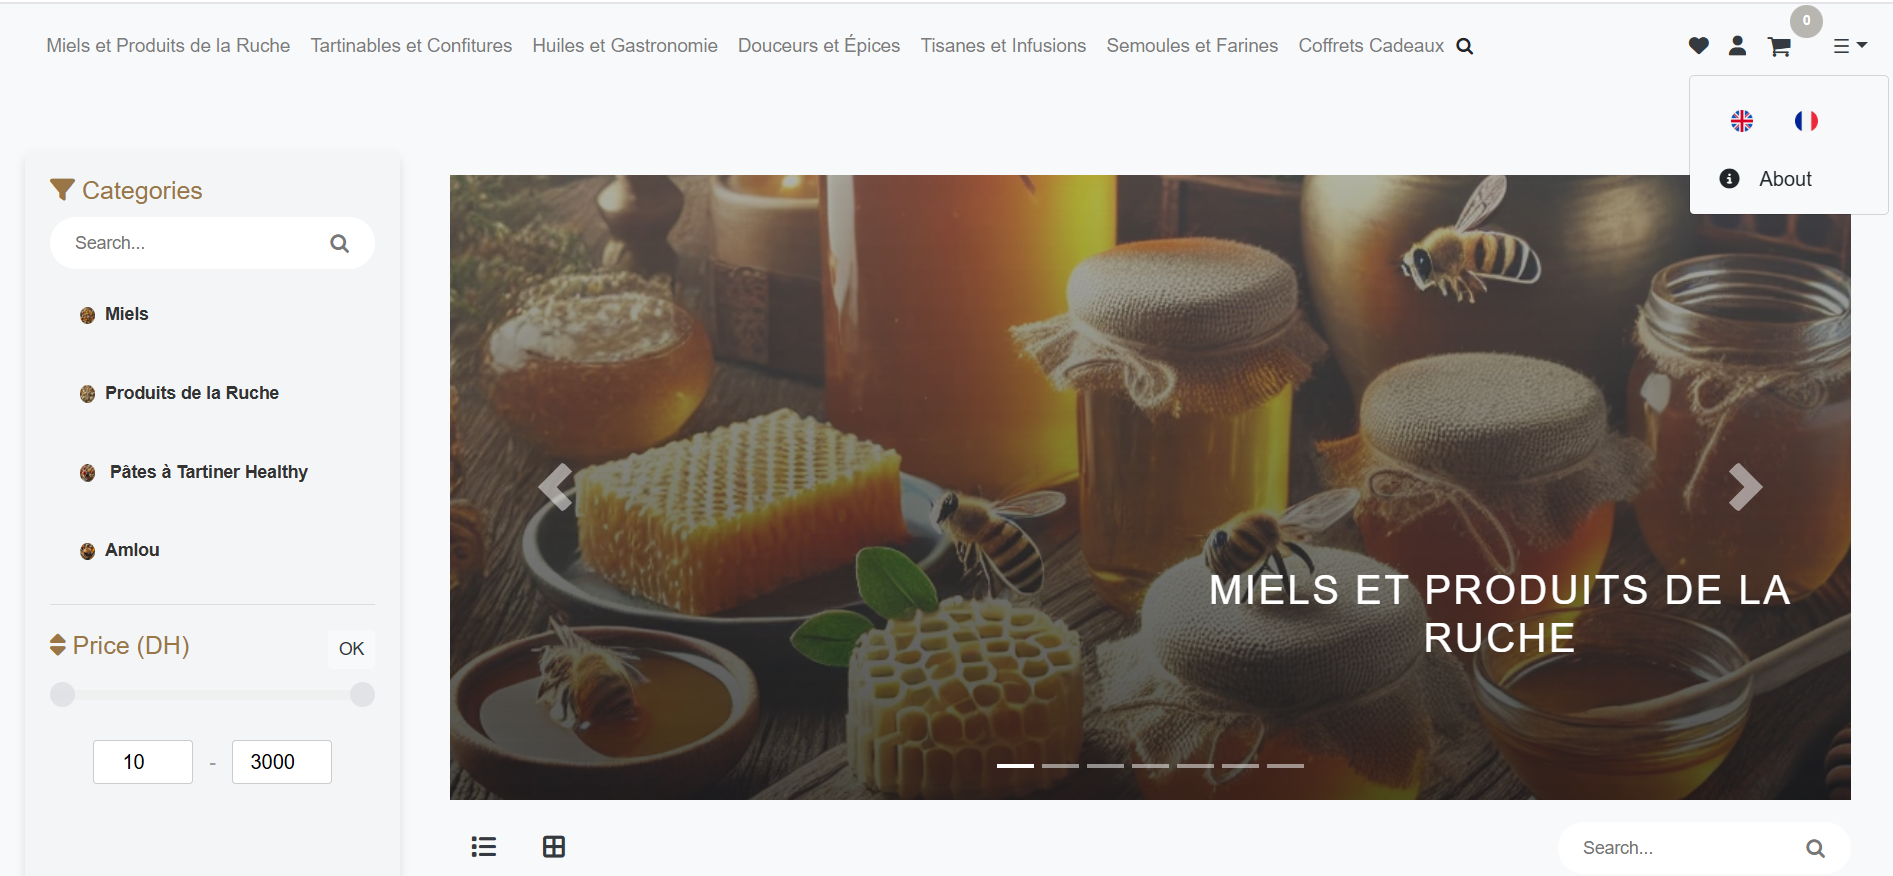 Miels et Produits de la Ruche Tartinables et Confitures Huiles et Gastronomie Douceurs et Épices Tisanes et Infusions Semoules et Farines Coffrets Cadeaux
0
About
Categories
Search...
Miels
Produits de la Ruche
Pâtes à Tartiner Healthy
Amlou
Price (DH)
OK
10 - 3000
MIELS ET PRODUITS DE LA
RUCHE
Search...